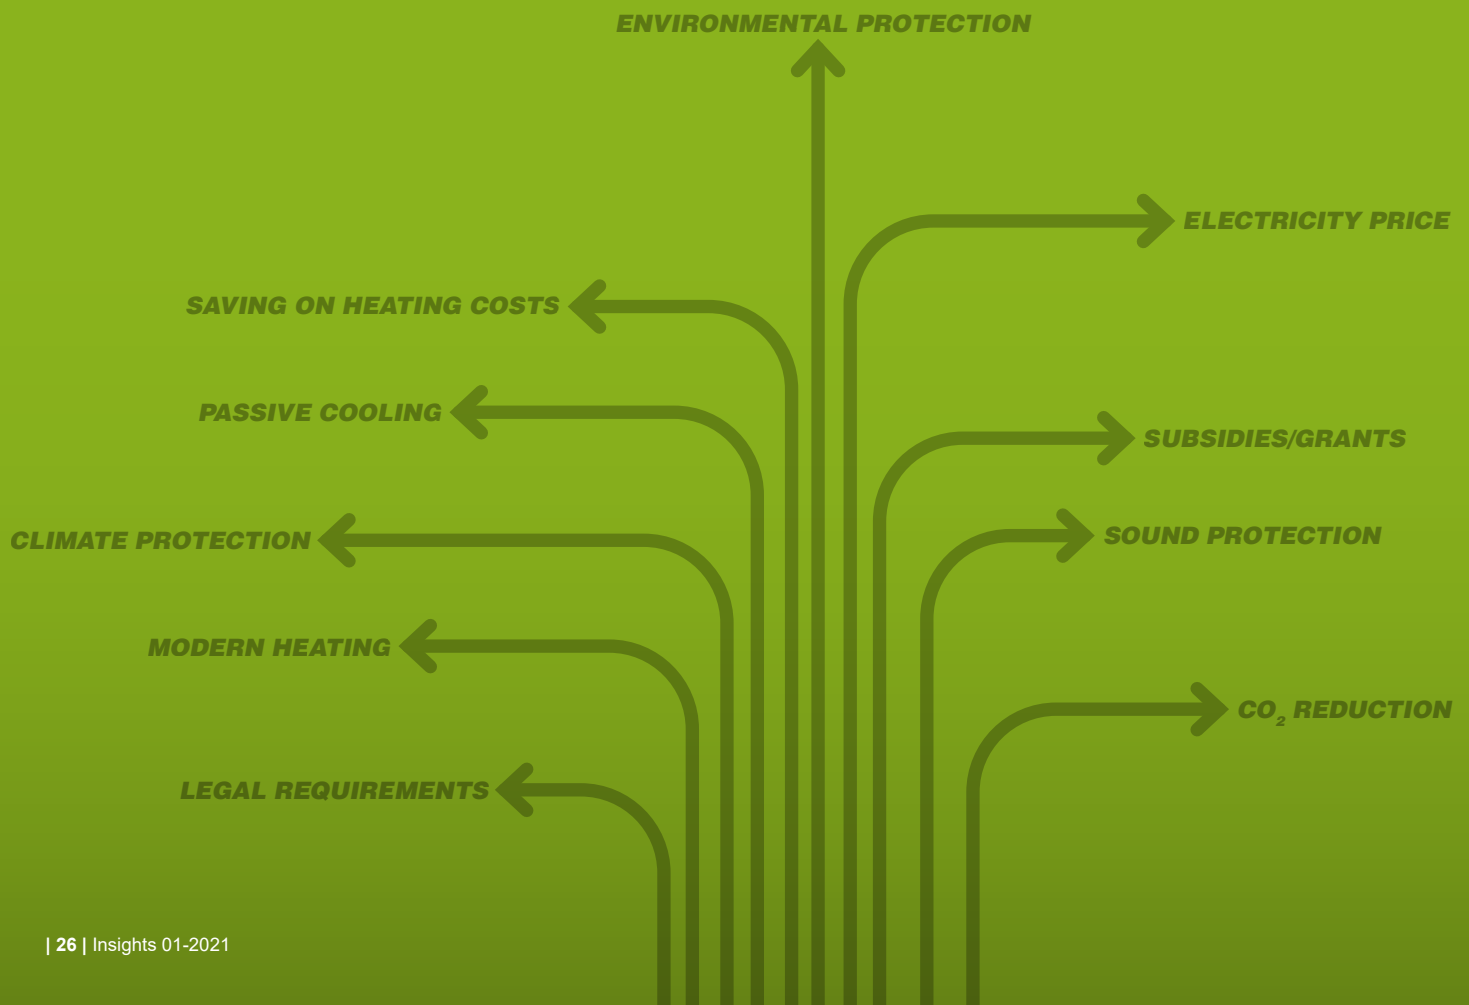 ENVIRONMENTAL PROTECTION
ELECTRICITY PRICE
SAVING ON HEATING COSTS
PASSIVE COOLING
SUBSIDIES/GRANTS
SOUND PROTECTION
CLIMATE PROTECTION
MODERN HEATING
CO₂ REDUCTION
LEGAL REQUIREMENTS
| 26 | Insights 01-2021